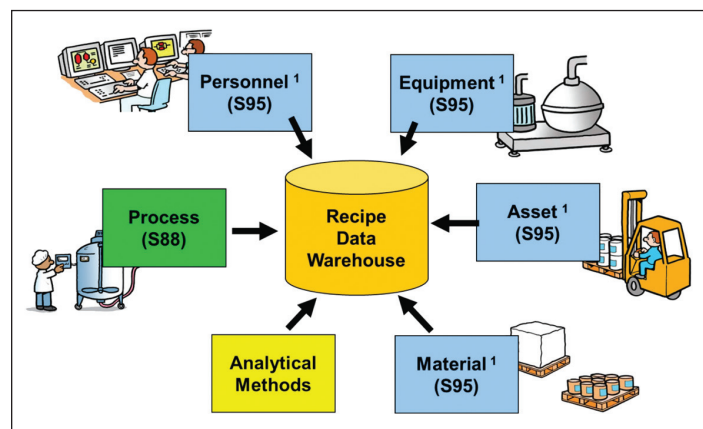 Personnel ¹
(S95)
Equipment ¹
(S95)
Process
(S88)
Recipe
Data
Warehouse
Asset ¹
(S95)
Analytical
Methods
Material ¹
(S95)